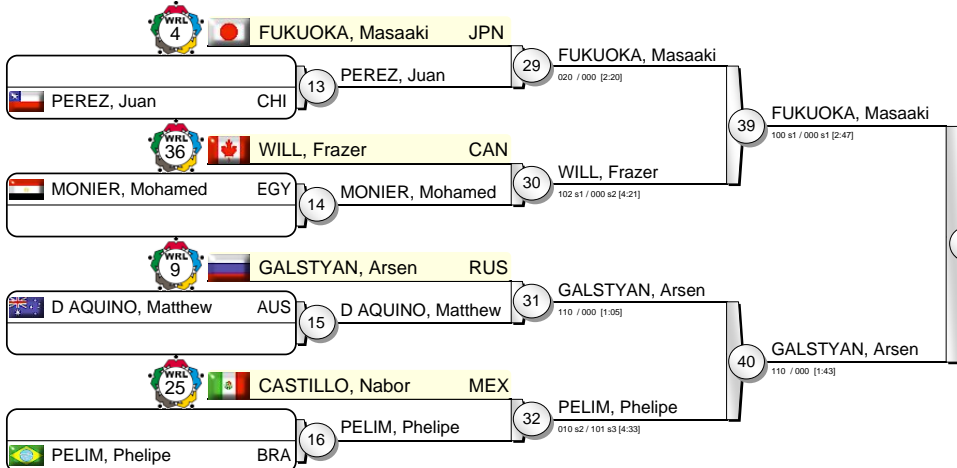 WRL
4
FUKUOKA, Masaaki JPN
29
FUKUOKA, Masaaki
020 / 000 [2:20]
PEREZ, Juan CHI
13
PEREZ, Juan
39
FUKUOKA, Masaaki
100 s1 / 000 s1 [2:47]
WRL
36
WILL, Frazer CAN
30
WILL, Frazer
102 s1 / 000 s2 [4:21]
MONIER, Mohamed EGY
14
MONIER, Mohamed
WRL
9
GALSTYAN, Arsen RUS
31
GALSTYAN, Arsen
110 / 000 [1:05]
D AQUINO, Matthew AUS
15
D AQUINO, Matthew
40
GALSTYAN, Arsen
110 / 000 [1:43]
WRL
25
CASTILLO, Nabor MEX
32
PELIM, Phelipe
010 s2 / 101 s3 [4:33]
16
PELIM, Phelipe
PELIM, Phelipe BRA